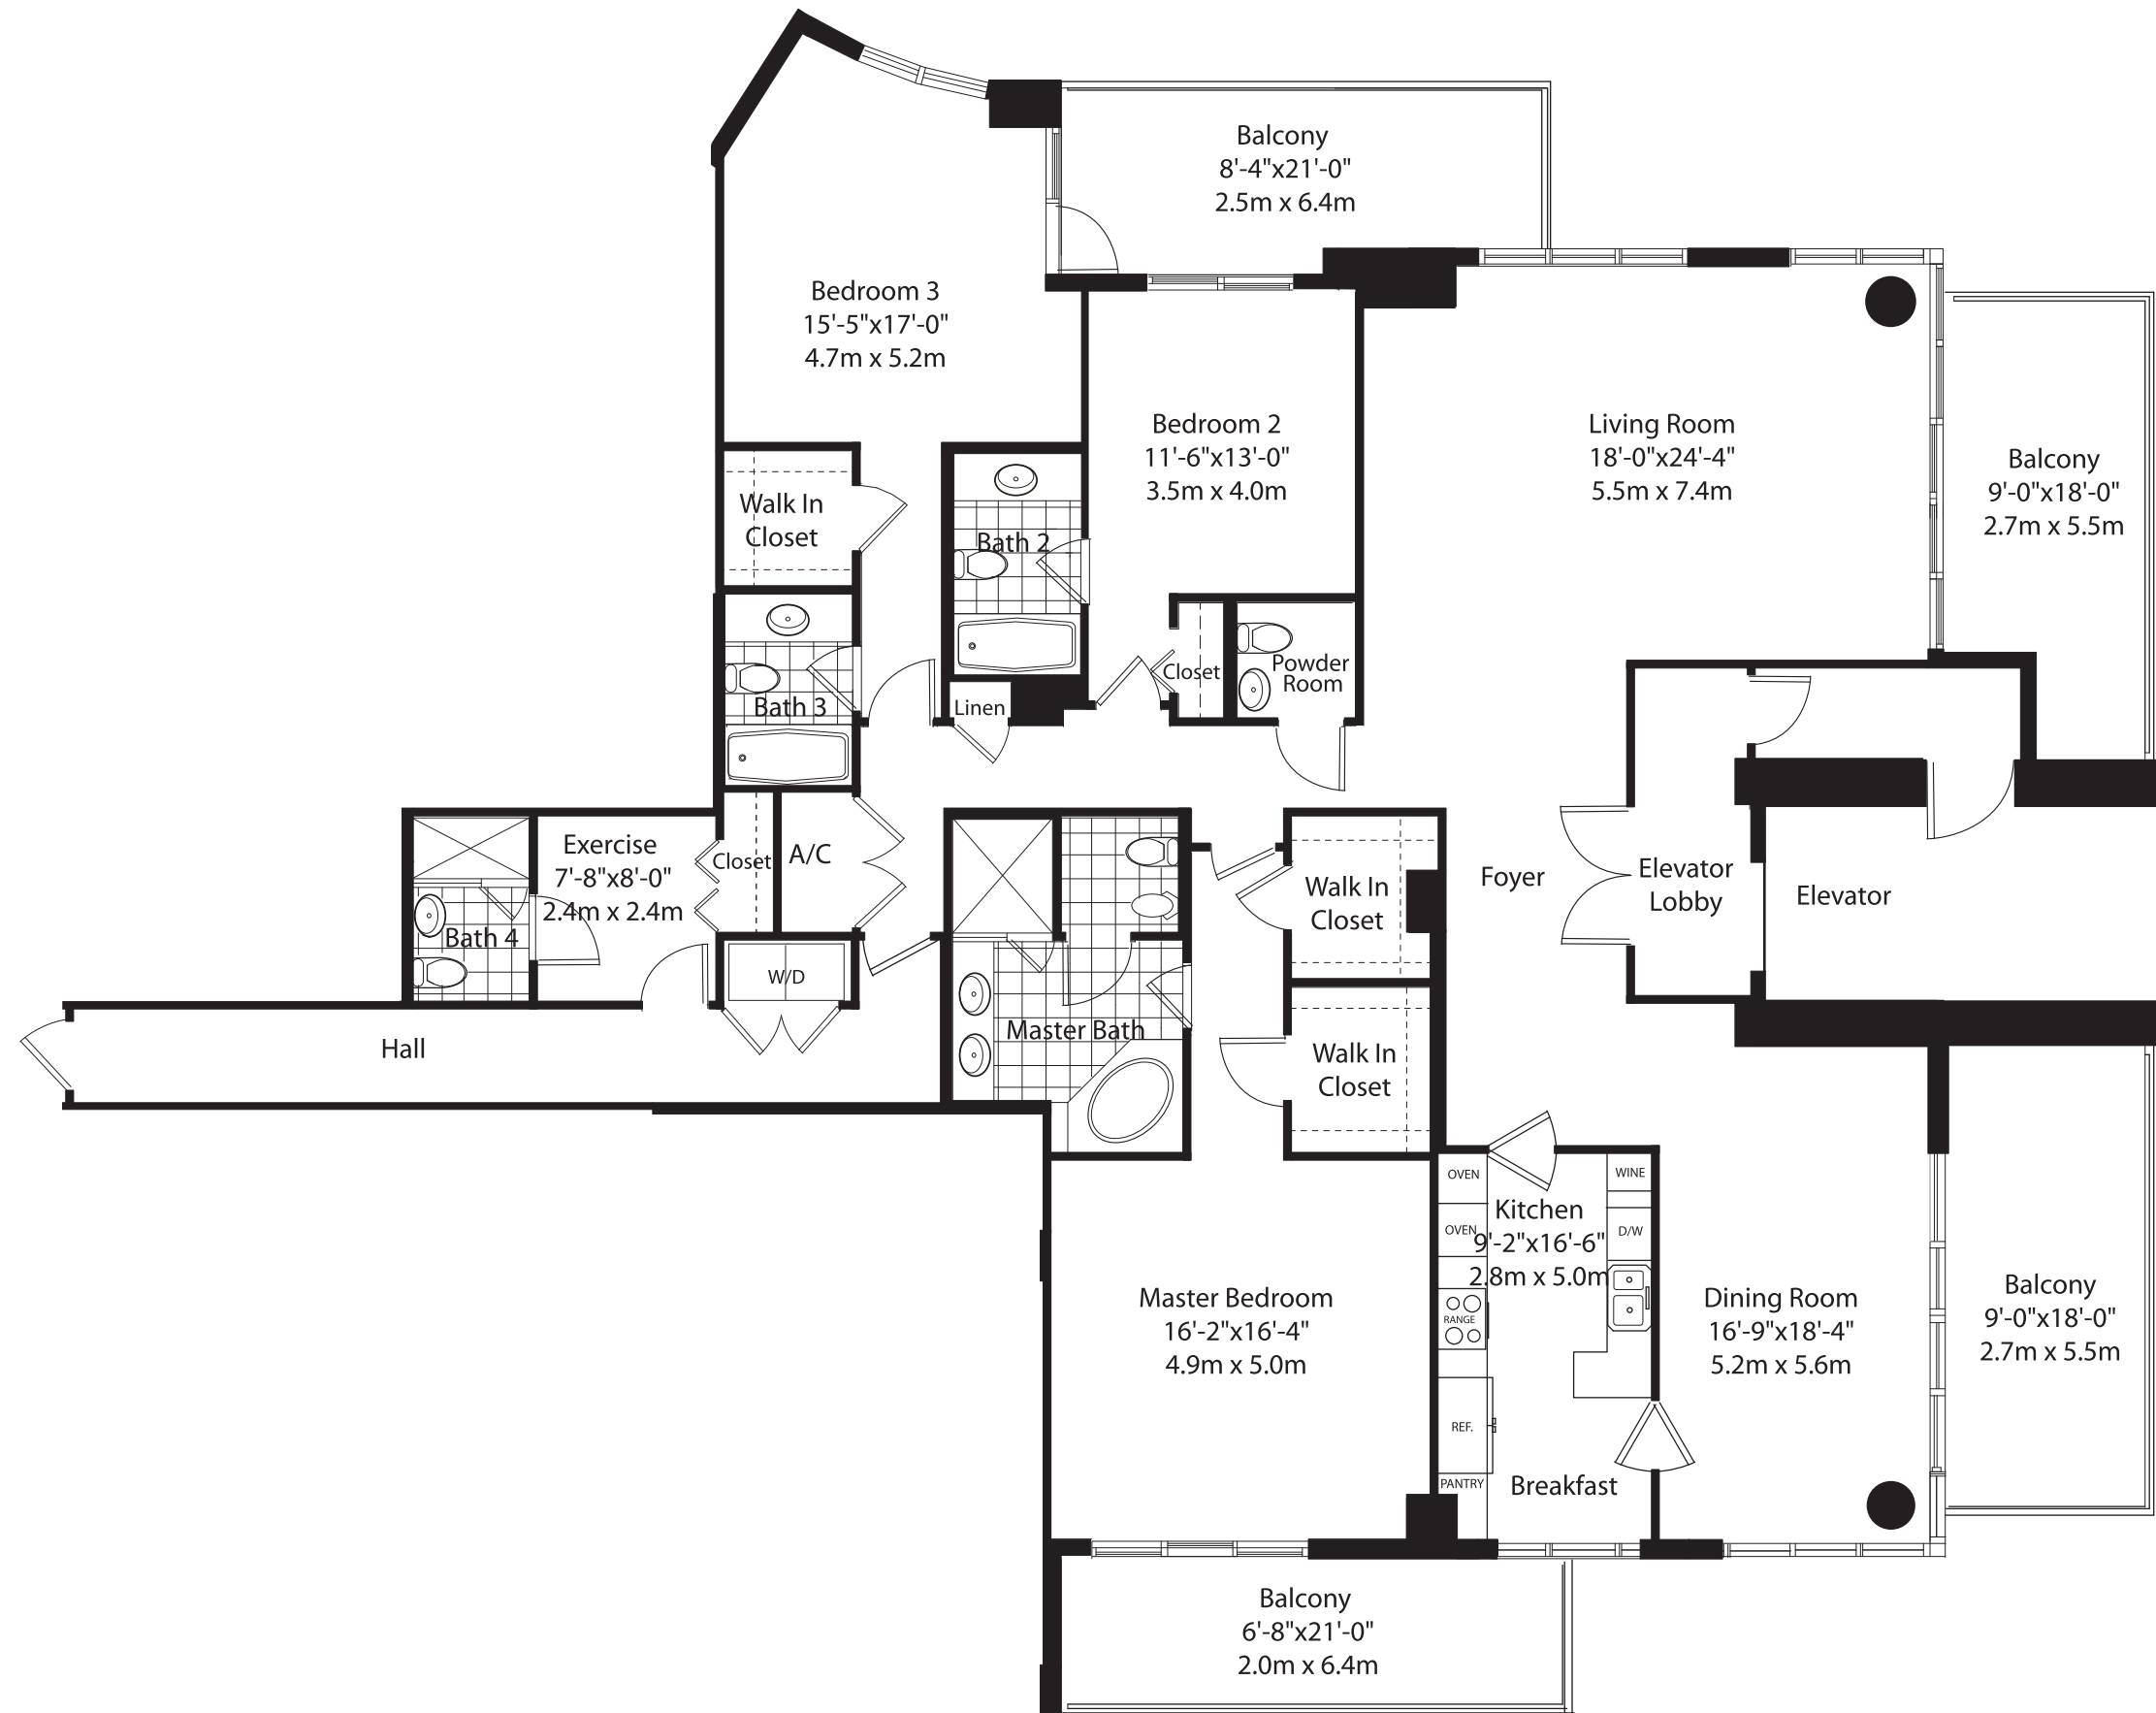 Balcony
8'-4"x21'-0"
2.5m x 6.4m
Bedroom 3
15'-5"x17'-0"
4.7m x 5.2m
Bedroom 2
11'-6"x13'-0"
3.5m x 4.0m
Living Room
18'-0"x24'-4"
5.5m x 7.4m
Balcony
9'-0"x18'-0"
2.7m x 5.5m
Walk In
Closet
Bath 2
Bath 3
Linen
Closet
Powder
Room
Exercise
7'-8"x8'-0"
2.4m x 2.4m
Closet
A/C
Bath 4
W/D
Walk In
Closet
Foyer
Elevator
Lobby
Elevator
Hall
Master Bath
Walk In
Closet
OVEN
OVEN
RANGE
REF.
PANTRY
Kitchen
9'-2"x16'-6"
2.8m x 5.0m
WINE
D/W
Breakfast
Master Bedroom
16'-2"x16'-4"
4.9m x 5.0m
Dining Room
16'-9"x18'-4"
5.2m x 5.6m
Balcony
9'-0"x18'-0"
2.7m x 5.5m
Balcony
6'-8"x21'-0"
2.0m x 6.4m